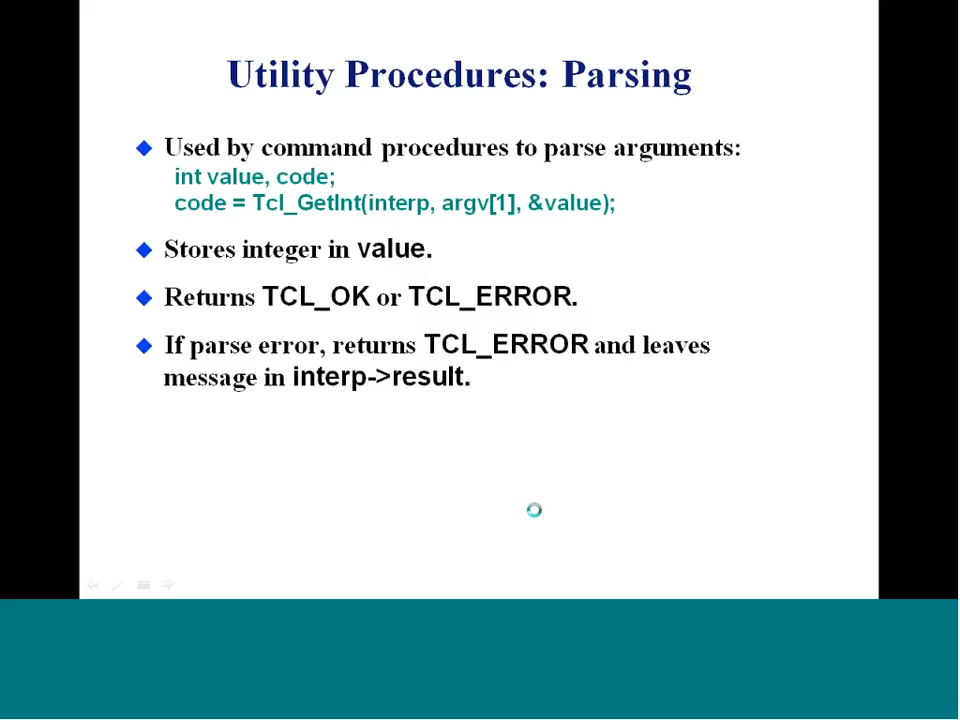 Utility Procedures: Parsing
Used by command procedures to parse arguments:
int value, code;
code = Tcl_GetInt(interp, argv[1], &value);
Stores integer in value.
Returns TCL_OK or TCL_ERROR.
If parse error, returns TCL_ERROR and leaves
message in interp->result.